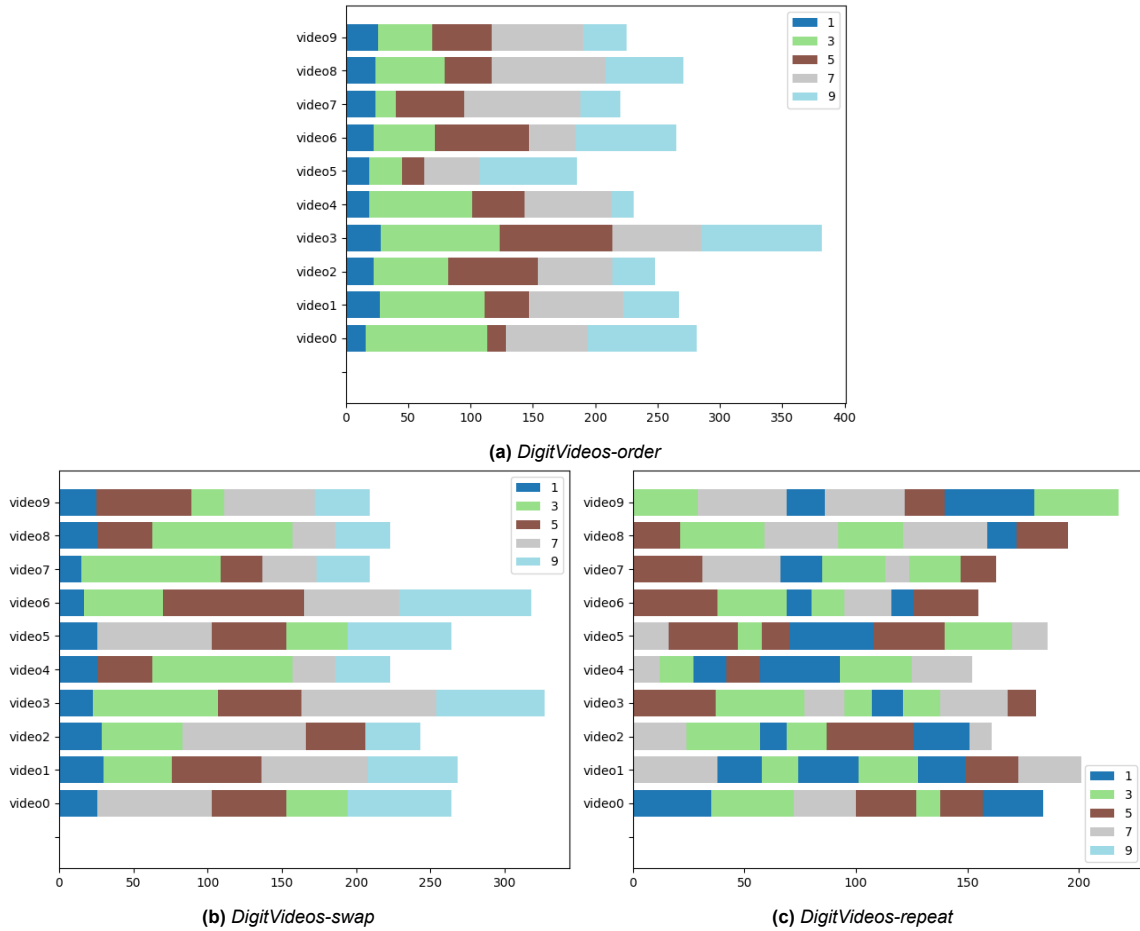 video9
video8
video7
video6
video5
video4
video3
video2
video1
video0
0 50 100 150 200 250 300 350 400
1
3
5
7
9
(a) DigitVideos-order
video9
video8
video7
video6
video5
video4
video3
video2
video1
video0
0 50 100 150 200 250 300
1
3
5
7
9
(b) DigitVideos-swap
video9
video8
video7
video6
video5
video4
video3
video2
video1
video0
0 50 100 150 200
1
3
5
7
9
(c) DigitVideos-repeat